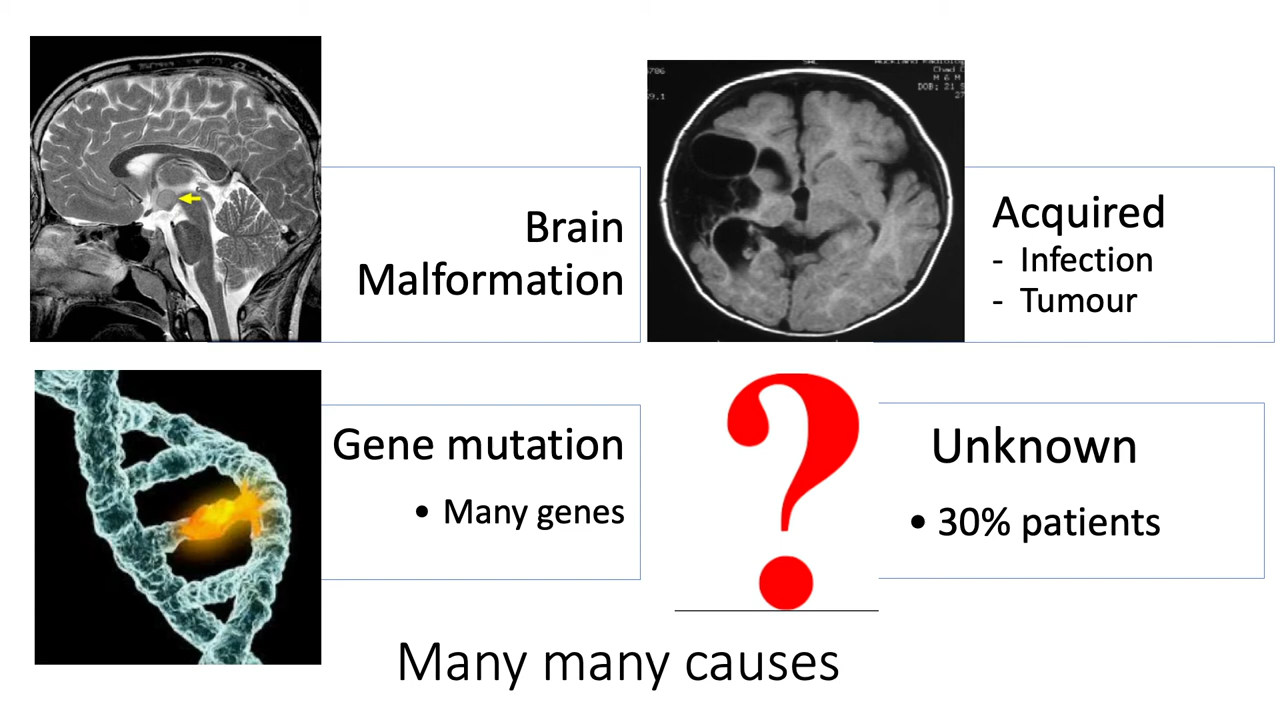 Brain
Malformation
Acquired
- Infection
- Tumour
Gene mutation
• Many genes
Unknown
• 30% patients
Many many causes